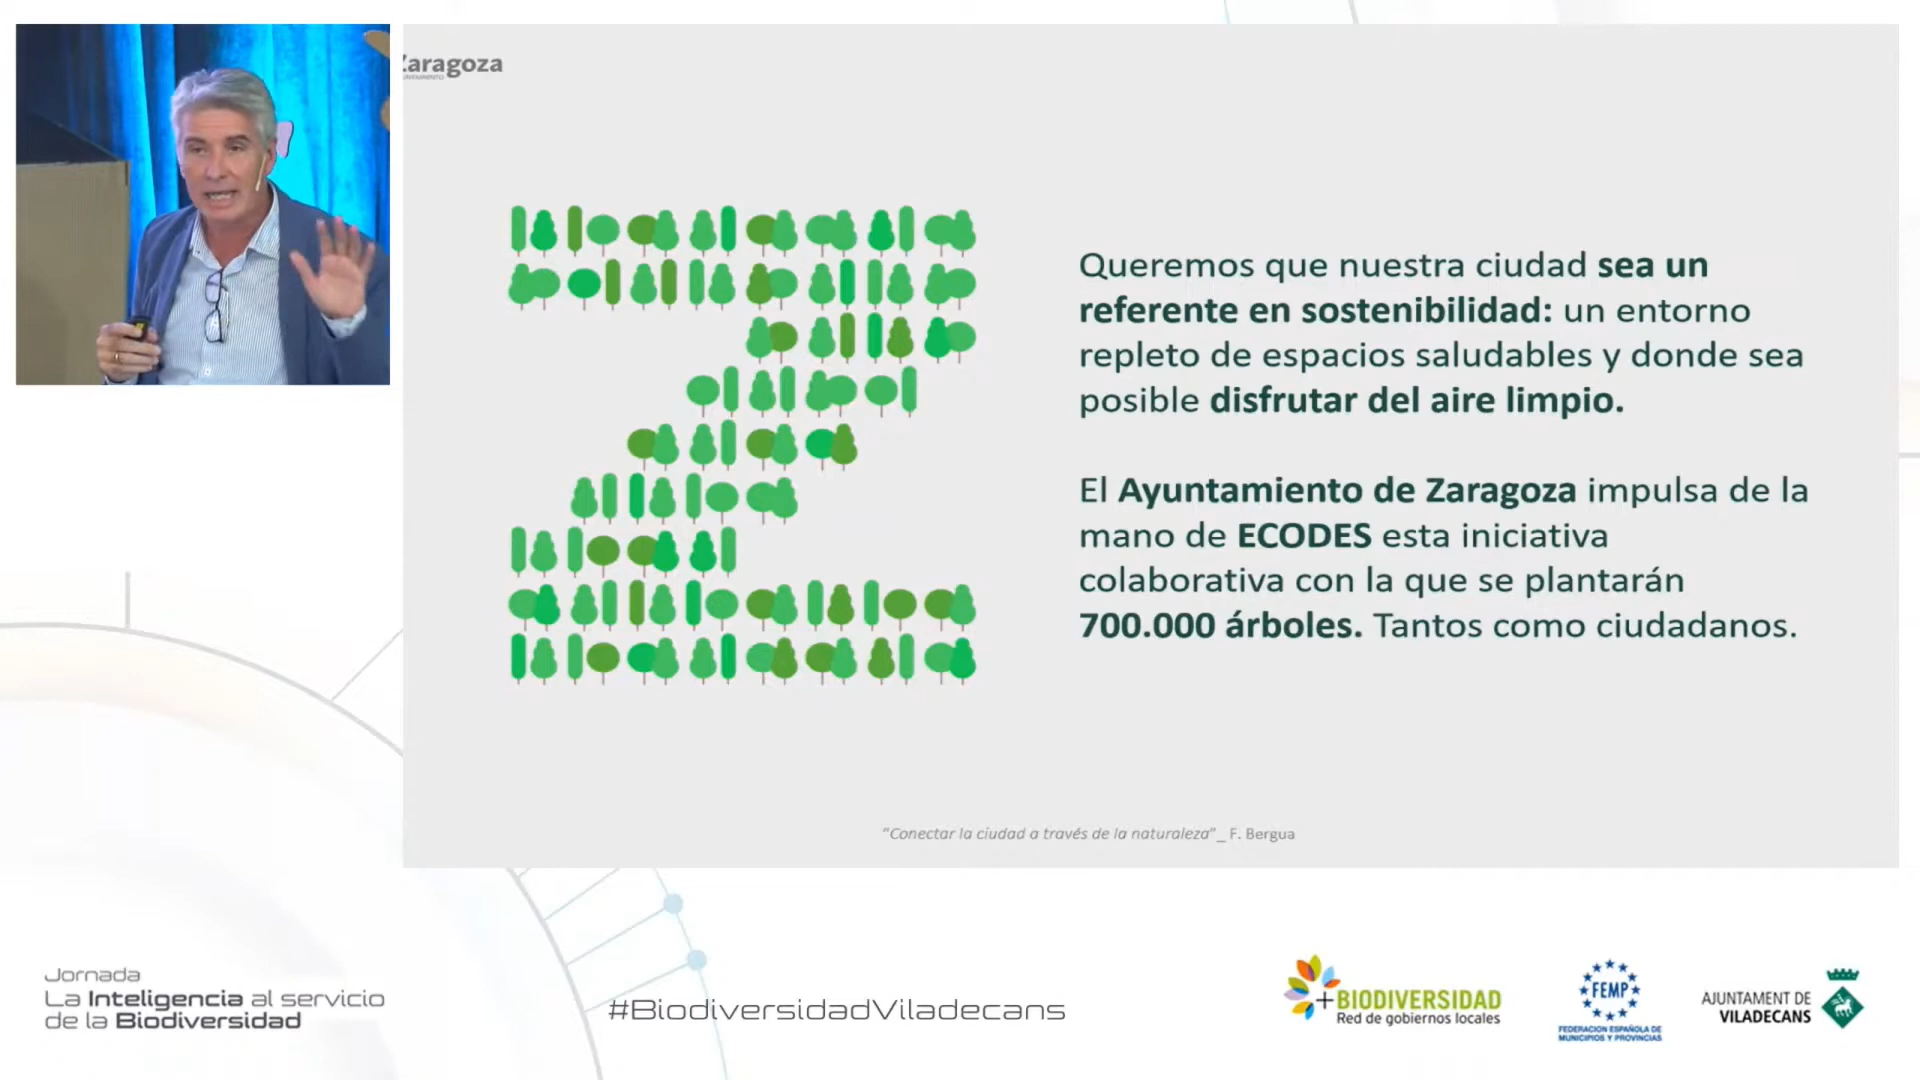 Zaragoza
AYUNTAMIENTO
Queremos que nuestra ciudad sea un
referente en sostenibilidad: un entorno
repleto de espacios saludables y donde sea
posible disfrutar del aire limpio.
El Ayuntamiento de Zaragoza impulsa de la
mano de ECODES esta iniciativa
colaborativa con la que se plantarán
700.000 árboles. Tantos como ciudadanos.
"Conectar la ciudad a través de la naturaleza"_ F. Bergua
Jornada
La Inteligencia al servicio
de la Biodiversidad
#BiodiversidadViladecans
+BIODIVERSIDAD
Red de gobiernos locales
FEMP
FEDERACION ESPAÑOLA DE
MUNICIPIOS Y PROVINCIAS
AJUNTAMENT DE
VILADECANS